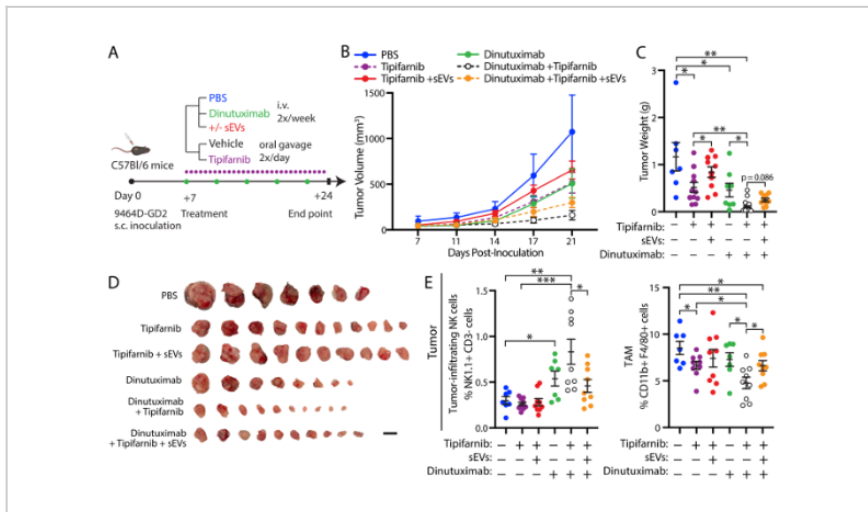 A
PBS
Dinutuximab
+/- sEVs
i.v.
2x/week
Vehicle
Tipifarnib
oral gavage
2x/day
C57Bl/6 mice
Day 0
+7
+24
9464D-GD2
s.c. inoculation
Treatment
End point
B
PBS
Tipifarnib
Tipifarnib +sEVs
Dinutuximab
Dinutuximab +Tipifarnib
Dinutuximab +Tipifarnib +sEVs
Tumor Volume (mm³)
1500
1000
500
0
7 11 14 17 21
Days Post-Inoculation
C
Tumor Weight (g)
3
2
1
0
**
*
*
**
*
*
p = 0.086
Tipifarnib: − + + − + +
sEVs: − − + − − +
Dinutuximab: − − − + + +
D
PBS
Tipifarnib
Tipifarnib + sEVs
Dinutuximab
Dinutuximab
+ Tipifarnib
Dinutuximab
+ Tipifarnib + sEVs
E
Tumor
Tumor-infiltrating NK cells
% NK1.1+ CD3- cells
1.5
1.0
0.5
0.0
**
***
*
*
Tipifarnib: − + + − + +
sEVs: − − + − − +
Dinutuximab: − − − + + +
TAM
% CD11b+ F4/80+ cells
15
10
5
0
*
**
*
*
*
*
Tipifarnib: − + + − + +
sEVs: − − + − − +
Dinutuximab: − − − + + +